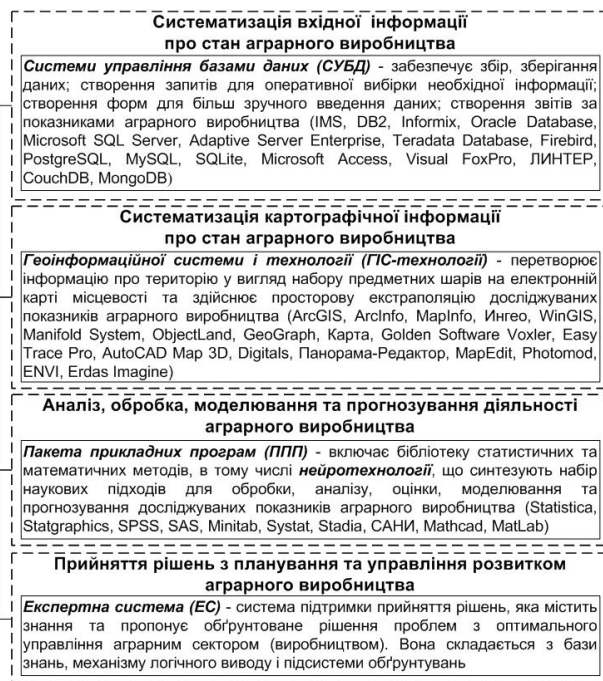 Систематизація вхідної інформації
про стан аграрного виробництва
Системи управління базами даних (СУБД) - забезпечує збір, зберігання
даних; створення запитів для оперативної вибірки необхідної інформації;
створення форм для більш зручного введення даних; створення звітів за
показниками аграрного виробництва (IMS, DB2, Informix, Oracle Database,
Microsoft SQL Server, Adaptive Server Enterprise, Teradata Database, Firebird,
PostgreSQL, MySQL, SQLite, Microsoft Access, Visual FoxPro, ЛИНТЕР,
CouchDB, MongoDB)
Систематизація картографічної інформації
про стан аграрного виробництва
Геоінформаційної системи і технології (ГІС-технології) - перетворює
інформацію про територію у вигляд набору предметних шарів на електронній
карті місцевості та здійснює просторову екстраполяцію досліджуваних
показників аграрного виробництва (ArcGIS, ArcInfo, MapInfo, Ингео, WinGIS,
Manifold System, ObjectLand, GeoGraph, Карта, Golden Software Voxler, Easy
Trace Pro, AutoCAD Map 3D, Digitals, Панорама-Редактор, MapEdit, Photomod,
ENVI, Erdas Imagine)
Аналіз, обробка, моделювання та прогнозування діяльності
аграрного виробництва
Пакета прикладних програм (ППП) - включає бібліотеку статистичних та
математичних методів, в тому числі нейротехнології, що синтезують набір
наукових підходів для обробки, аналізу, оцінки, моделювання та
прогнозування досліджуваних показників аграрного виробництва (Statistica,
Statgraphics, SPSS, SAS, Minitab, Systat, Stadia, САНИ, Mathcad, MatLab)
Прийняття рішень з планування та управління розвитком
аграрного виробництва
Експертна система (ЕС) - система підтримки прийняття рішень, яка містить
знання та пропонує обґрунтоване рішення проблем з оптимального
управління аграрним сектором (виробництвом). Вона складається з бази
знань, механізму логічного виводу і підсистеми обґрунтувань